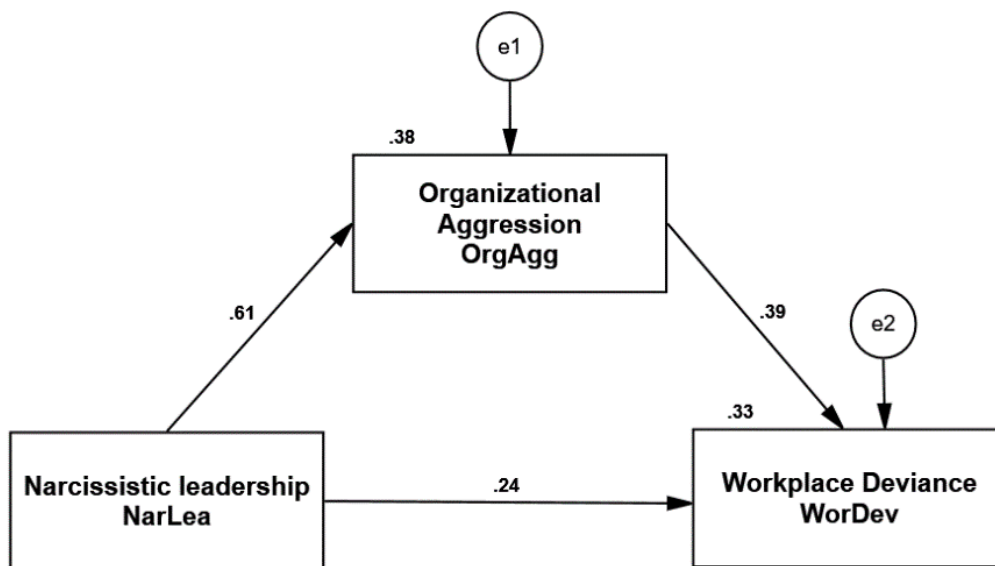 e1
.38
Organizational
Aggression
OrgAgg
.61
.39
e2
.33
Narcissistic leadership
NarLea
.24
Workplace Deviance
WorDev